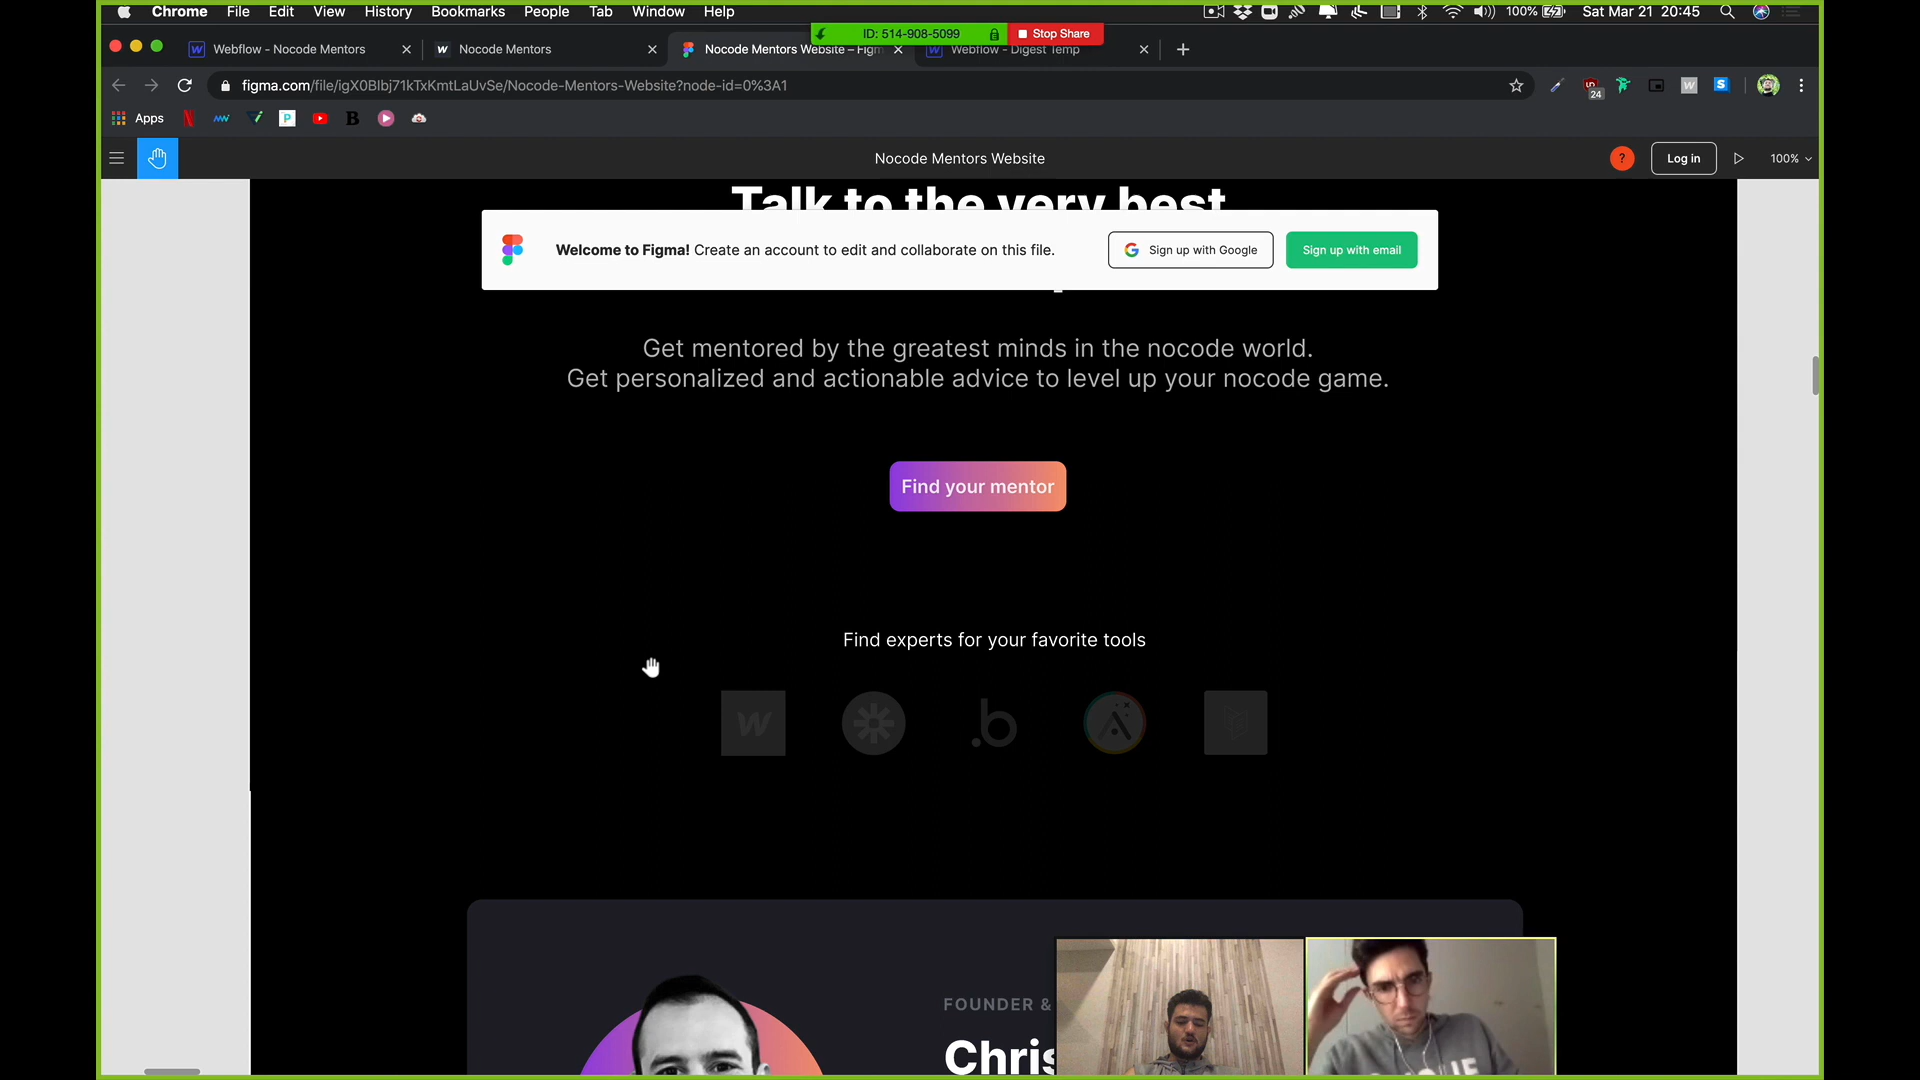 Chrome File Edit View History Bookmarks People Tab Window Help
100% Sat Mar 21 20:45
ID: 514-908-5099 Stop Share
Webflow - Nocode Mentors
Nocode Mentors
Nocode Mentors Website – Figm
Webflow - Digest Temp
figma.com/file/igX0BIbj71kTxKmtLaUvSe/Nocode-Mentors-Website?node-id=0%3A1
24
Apps
Nocode Mentors Website
? Log in 100%
Talk to the very best
Welcome to Figma! Create an account to edit and collaborate on this file.
Sign up with Google
Sign up with email
Get mentored by the greatest minds in the nocode world.
Get personalized and actionable advice to level up your nocode game.
Find your mentor
Find experts for your favorite tools
FOUNDER &
Chris